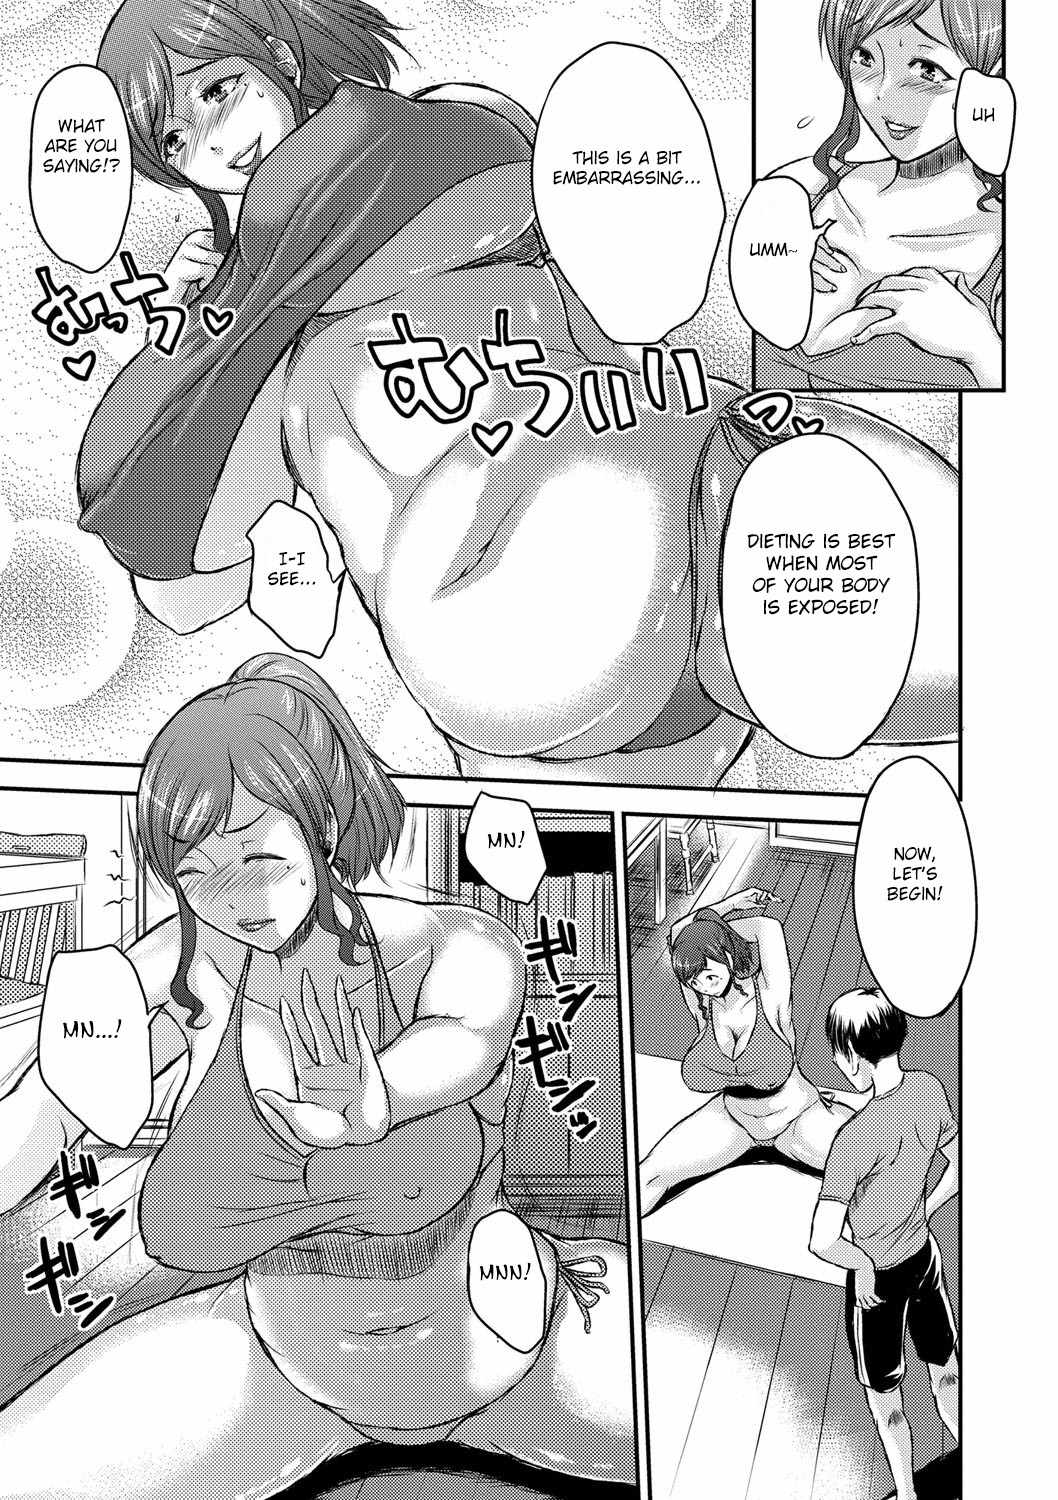 UH
UMM~
THIS IS A BIT
EMBARRASSING...
WHAT
ARE YOU
SAYING!?
むっち
むちいい
っ
I-I
SEE...
DIETING IS BEST
WHEN MOST
OF YOUR BODY
IS EXPOSED!
NOW,
LET'S
BEGIN!
MN!
MN...!
MNN!
ギシ
ギシッ
ギシ
ギシ